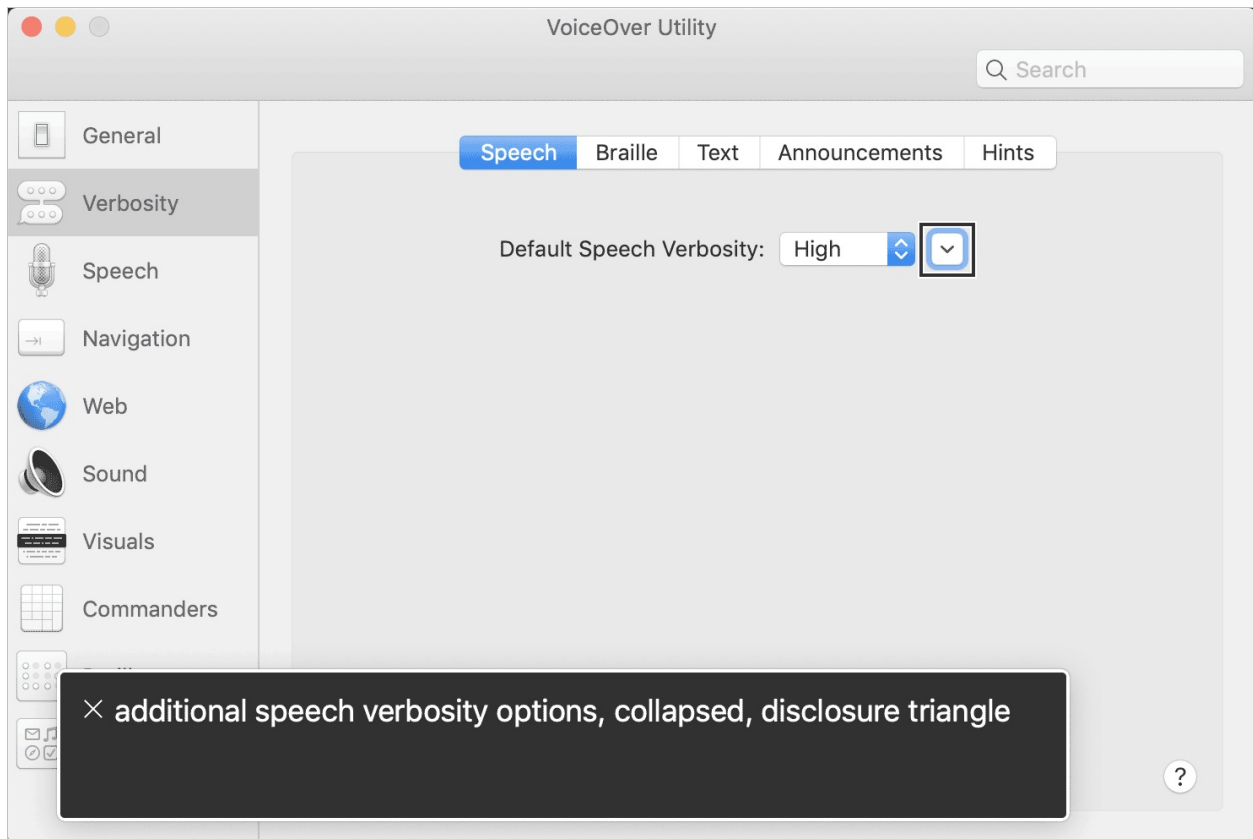 VoiceOver Utility
Search
General
Verbosity
Speech
Navigation
Web
Sound
Visuals
Commanders
Speech Braille Text Announcements Hints
Default Speech Verbosity: High
× additional speech verbosity options, collapsed, disclosure triangle
?